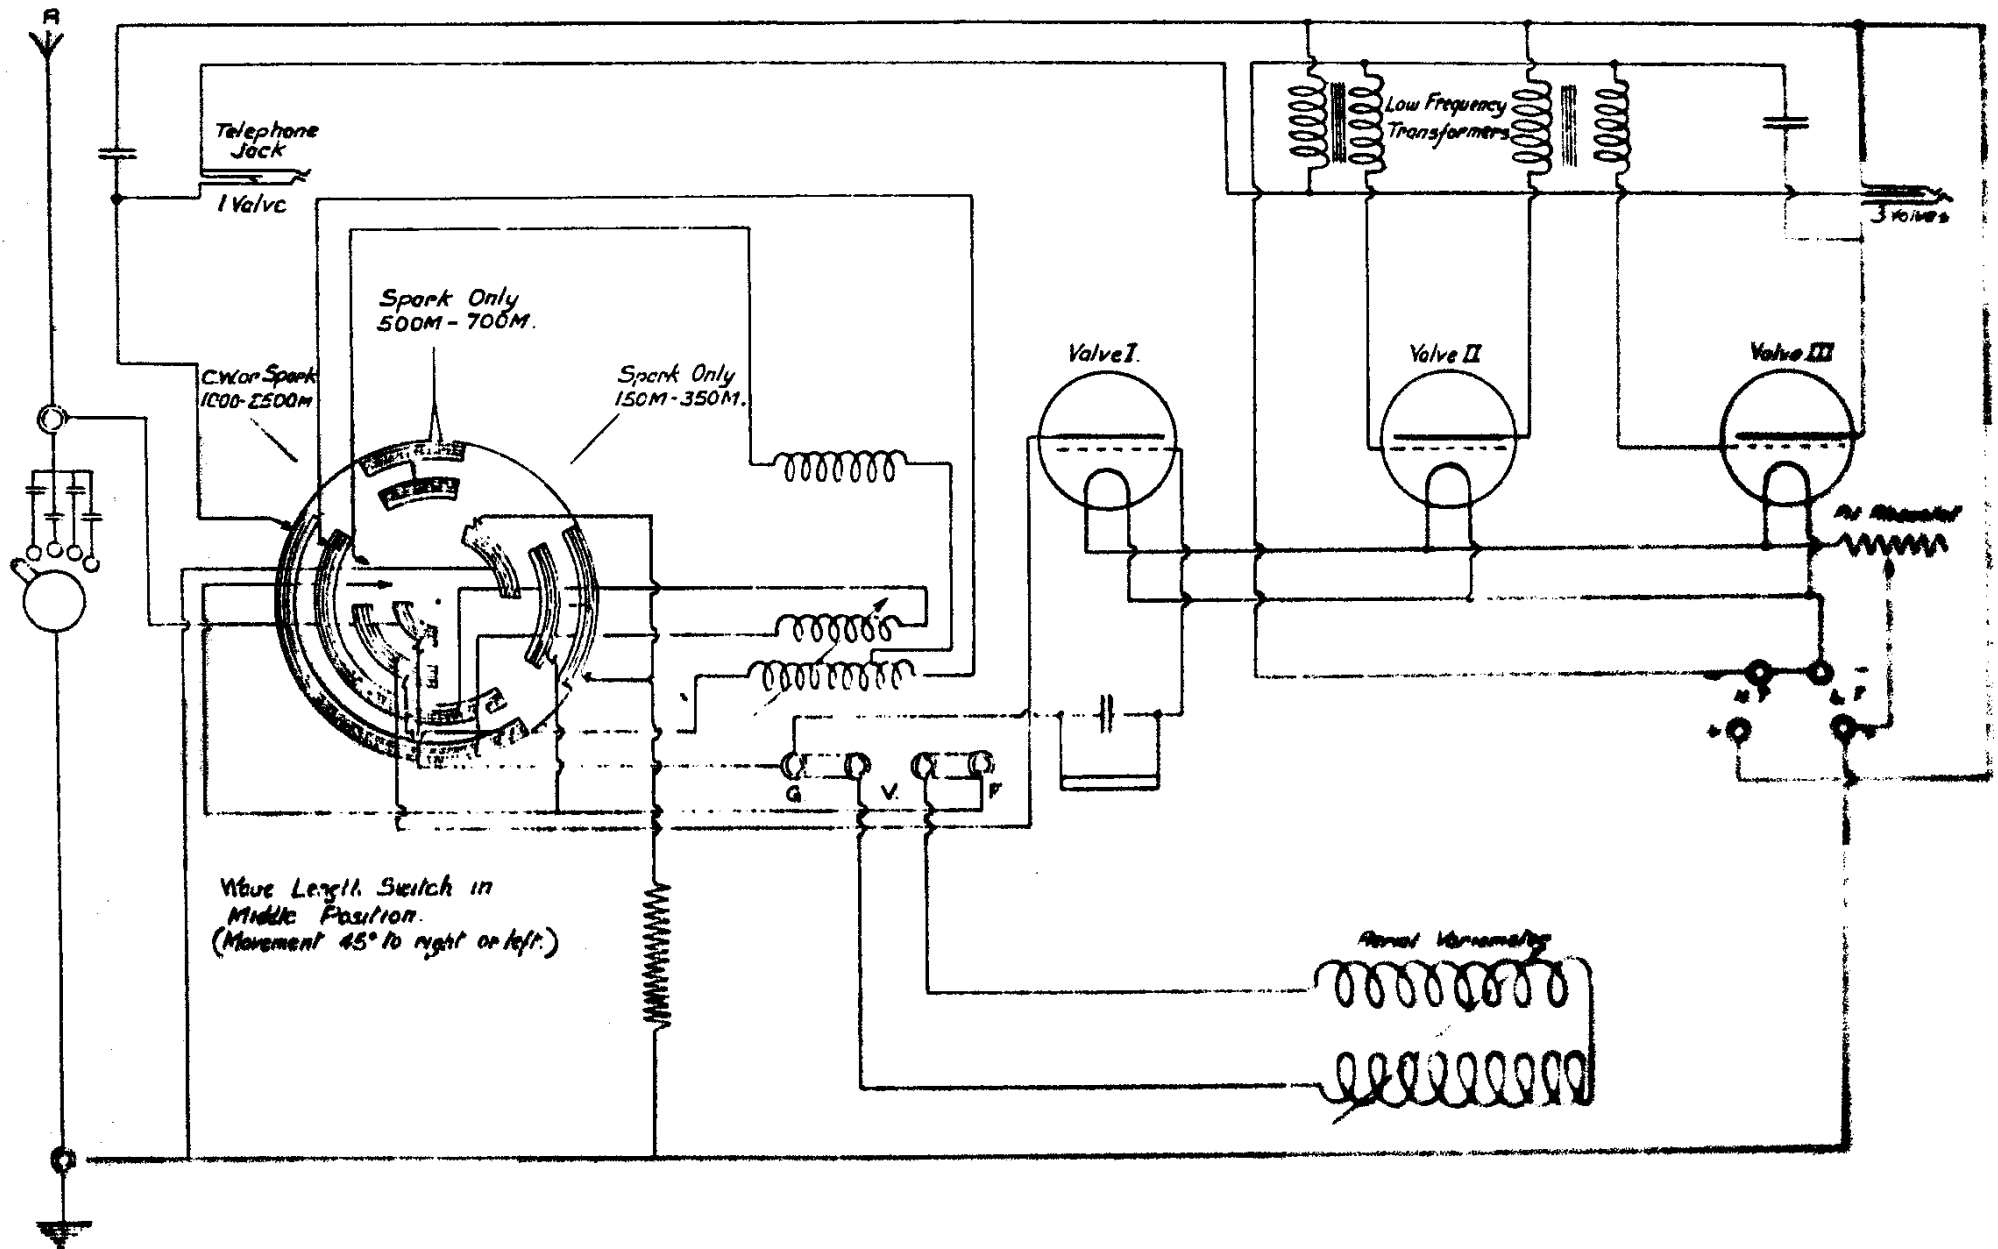 A
Telephone
Jack
1 Valve
Low Frequency
Transformers
3 Valves
Spark Only
500M - 700M.
C.W. or Spark
Spark Only
150M - 350M.
Valve I.
Valve II
Valve III
G.
V.
F
+
Wave Length Switch in
Middle Position.
(Movement 45° to right or left.)
Aerial Variometer